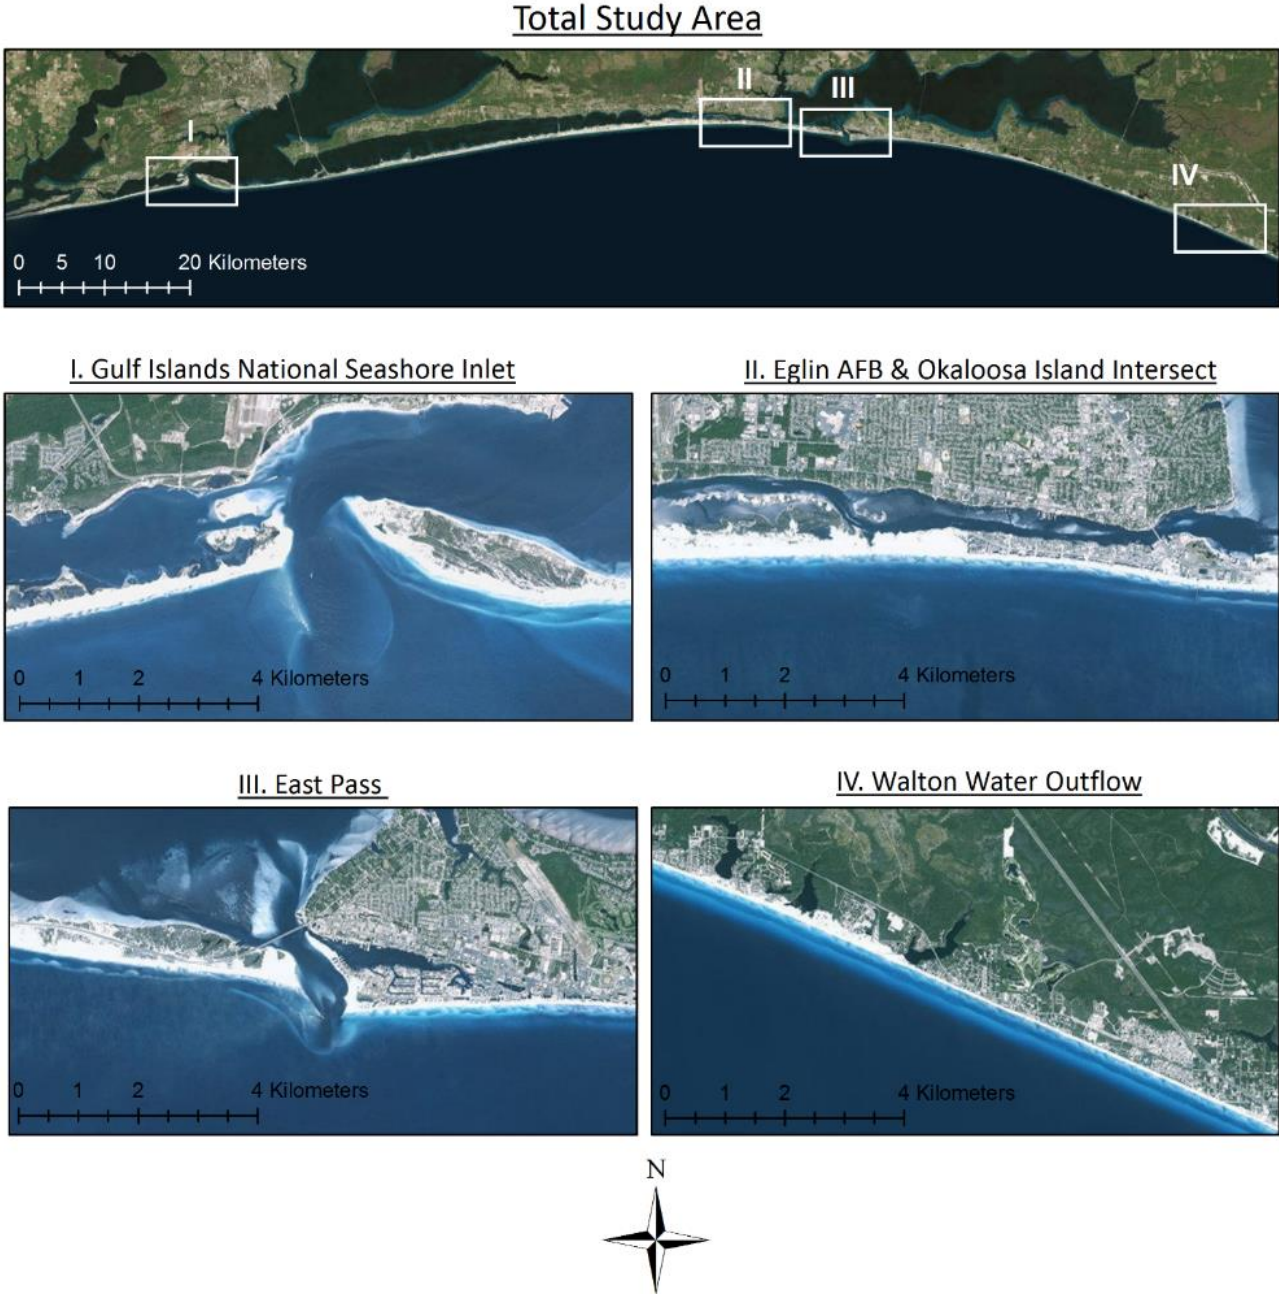 Total Study Area
I
II
III
IV
0 5 10 20 Kilometers
I. Gulf Islands National Seashore Inlet
II. Eglin AFB & Okaloosa Island Intersect
0 1 2 4 Kilometers
0 1 2 4 Kilometers
III. East Pass
IV. Walton Water Outflow
0 1 2 4 Kilometers
0 1 2 4 Kilometers
N